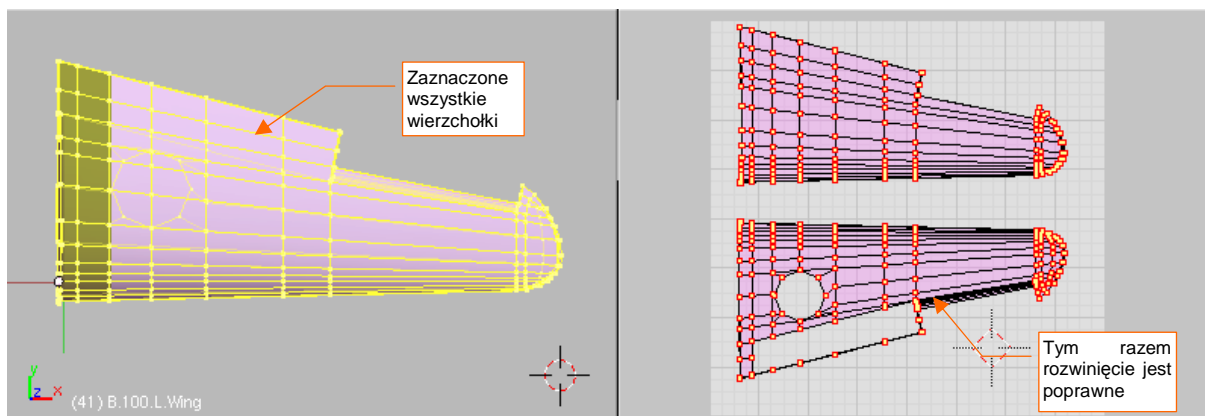 Zaznaczone
wszystkie
wierzchołki
Tym razem
rozwinięcie jest
poprawne
y
z x
(41) B.100.L.Wing